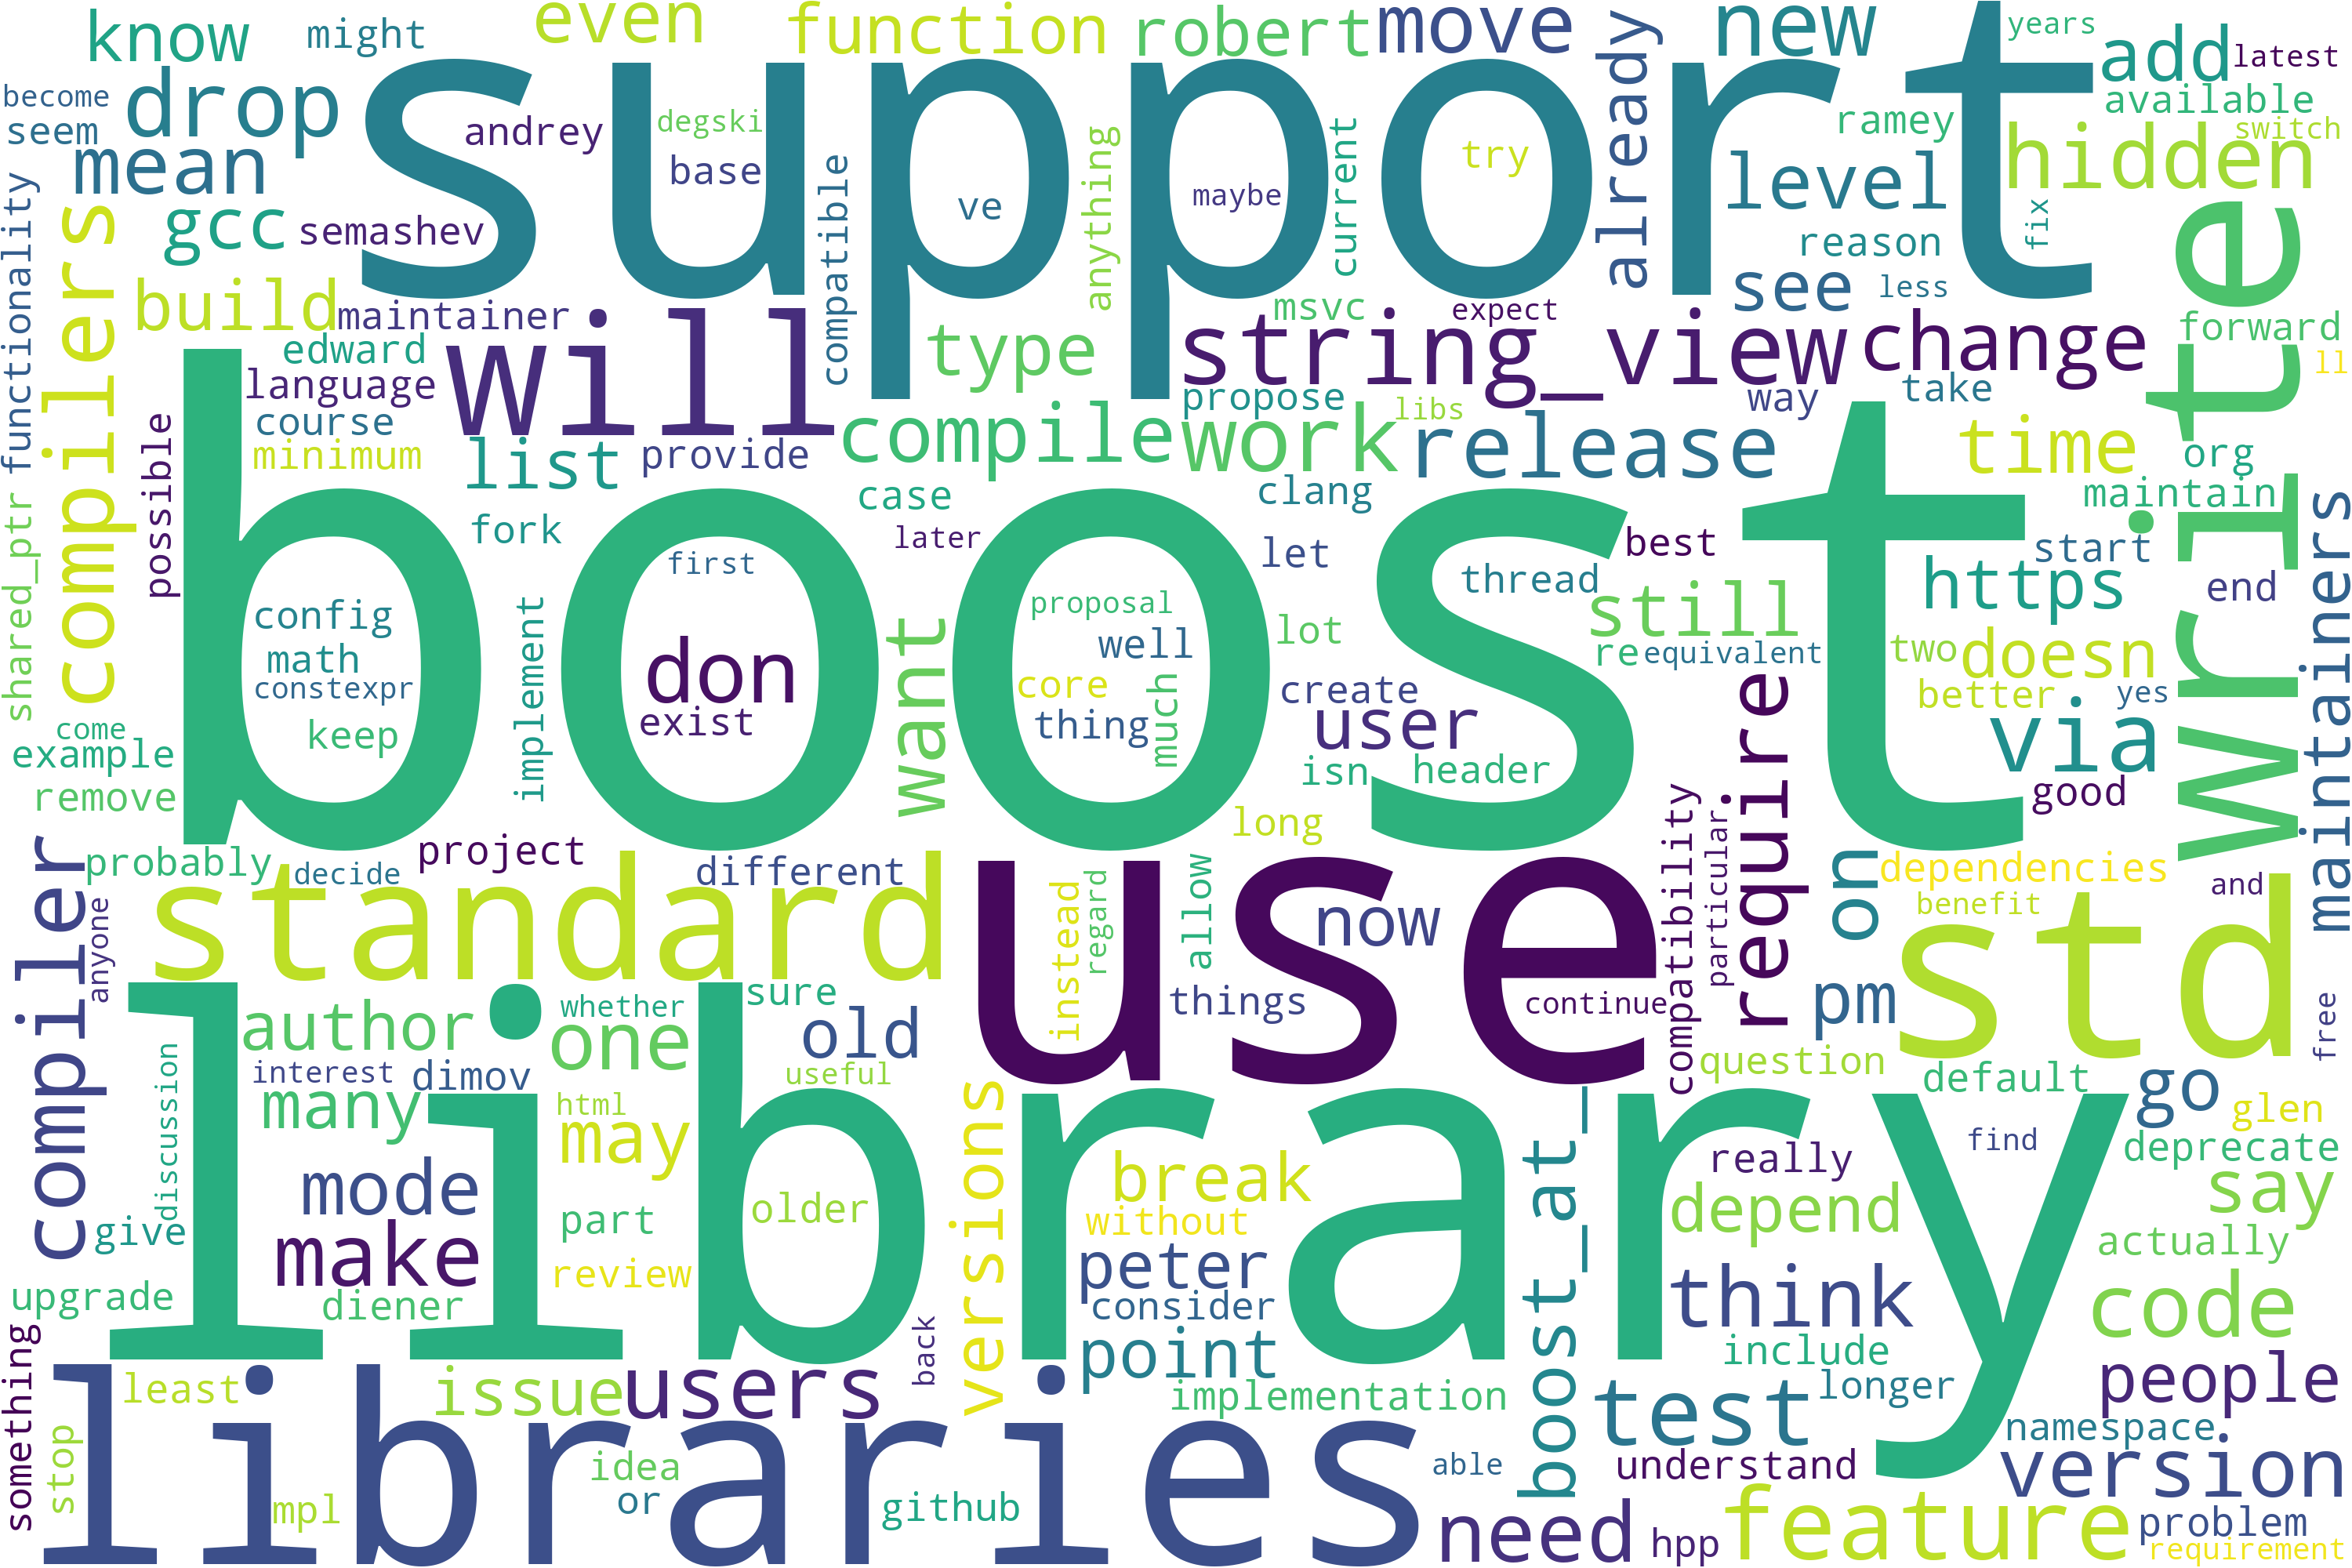 know
might
even
function
robert
move
new
years
add
latest
become
drop
support
degski
already
ramey
available
seem
andrey
hidden
switch
mean
base
compatible
anything
current
try
level
gcc
semashev
ve
maybe
reason
fix
functionality
compilers
build
maintainer
will
type
msvc
expect
string_view
see
less
change
forward
write
edward
language
course
minimum
list
provide
compile
propose
libs
work
release
way
take
time
ll
org
maintain
possible
shared_ptr
boost
fork
case
later
clang
let
best
https
start
end
maintainers
config
math
constexpr
keep
implement
first
don
exist
want
proposal
well
core
thing
much
lot
create
isn
user
header
thread
still
re
equivalent
require
two
doesn
better
yes
via
good
come
example
remove
probably
decide
project
different
long
compatibility
particular
on
dependencies
benefit
and
compiler
anyone
standard
use
instead
regard
allow
now
things
continue
pm
std
free
author
whether
one
sure
old
question
default
go
glen
discussion
interest
many
dimov
html
may
useful
library
versions
boost_at_
really
find
deprecate
say
give
mode
make
part
older
break
without
depend
actually
upgrade
diener
review
peter
consider
point
think
code
something
least
issue
users
back
implementation
include
longer
people
test
namespace
stop
libraries
idea
or
github
able
understand
version
mpl
need
hpp
feature
problem
requirement